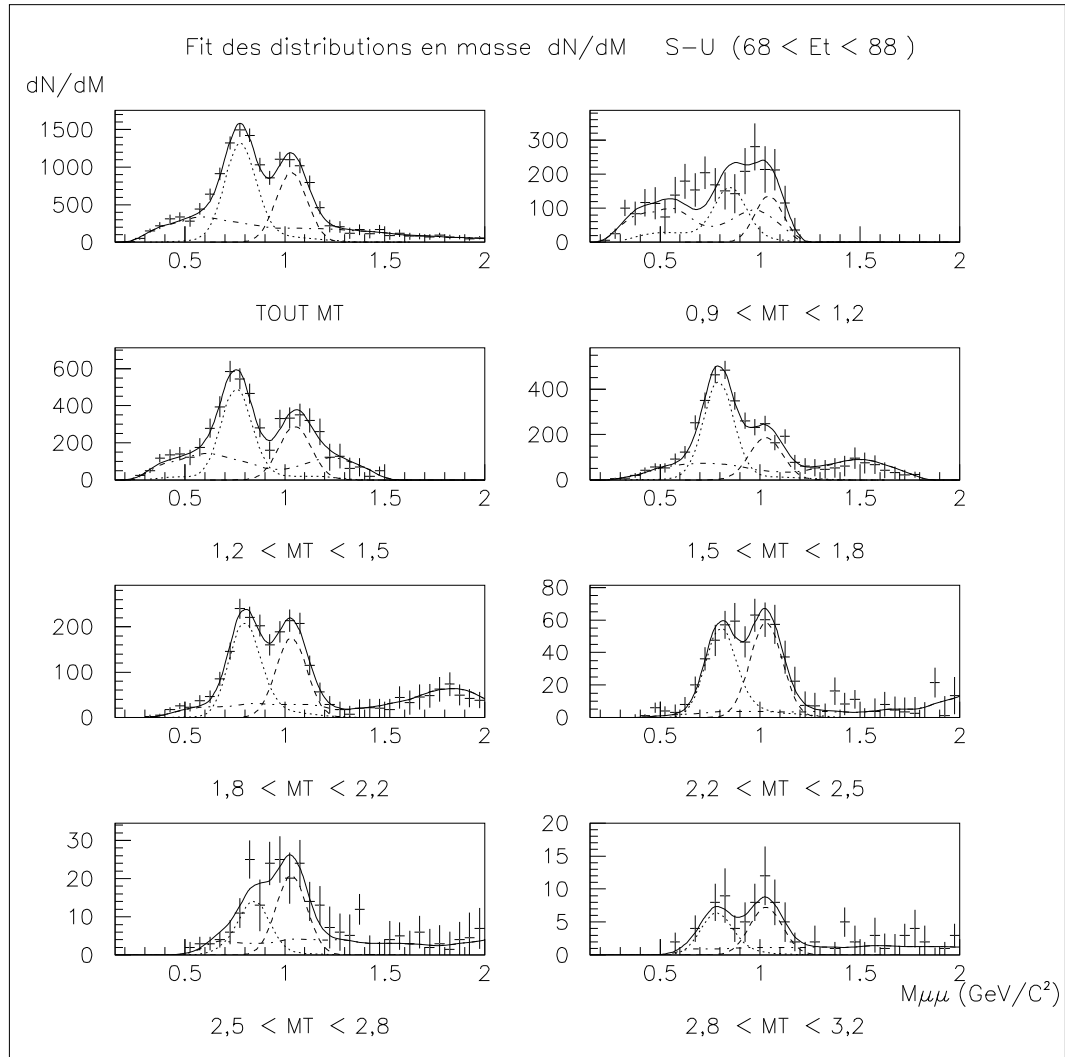 Fit des distributions en masse dN/dM S-U (68 < Et < 88 )
dN/dM
1500
1000
500
0
0.5 1 1.5 2
TOUT MT
300
200
100
0
0.5 1 1.5 2
0,9 < MT < 1,2
600
400
200
0
0.5 1 1.5 2
1,2 < MT < 1,5
400
200
0
0.5 1 1.5 2
1,5 < MT < 1,8
200
100
0
0.5 1 1.5 2
1,8 < MT < 2,2
80
60
40
20
0
0.5 1 1.5 2
2,2 < MT < 2,5
30
20
10
0
0.5 1 1.5 2
2,5 < MT < 2,8
20
15
10
5
0
0.5 1 1.5 2
Mμμ (GeV/C²)
2,8 < MT < 3,2